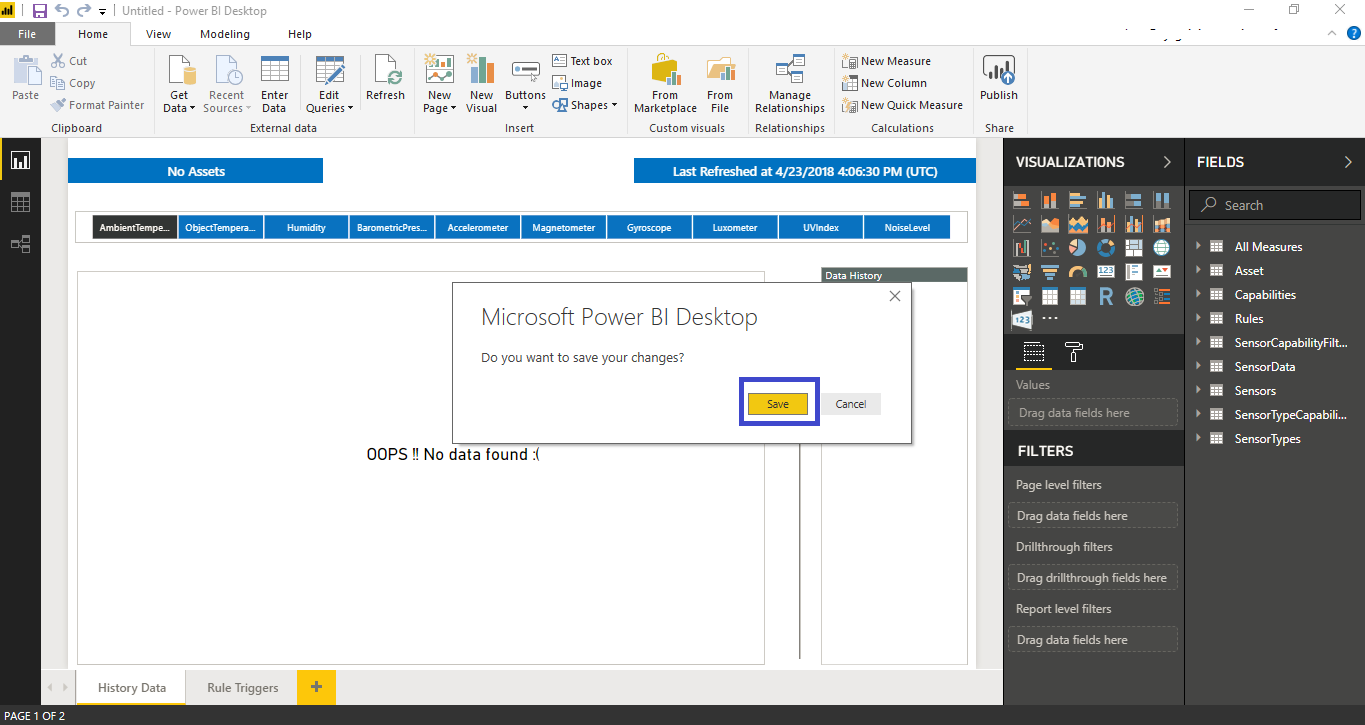 Untitled - Power BI Desktop
File Home View Modeling Help
Paste
Cut
Copy
Format Painter
Clipboard
Get Data
Recent Sources
Enter Data
Edit Queries
Refresh
External data
New Page
New Visual
Buttons
Text box
Image
Shapes
Insert
From Marketplace
From File
Custom visuals
Manage Relationships
Relationships
New Measure
New Column
New Quick Measure
Calculations
Publish
Share
No Assets
Last Refreshed at 4/23/2018 4:06:30 PM (UTC)
AmbientTempe... ObjectTempera... Humidity BarometricPres... Accelerometer Magnetometer Gyroscope Luxometer UVIndex NoiseLevel
Data History
Microsoft Power BI Desktop
Do you want to save your changes?
Save Cancel
OOPS !! No data found :(
VISUALIZATIONS
123
R
123
Values
Drag data fields here
FILTERS
Page level filters
Drag data fields here
Drillthrough filters
Drag drillthrough fields here
Report level filters
Drag data fields here
FIELDS
Search
All Measures
Asset
Capabilities
Rules
SensorCapabilityFilt...
SensorData
Sensors
SensorTypeCapabili...
SensorTypes
History Data Rule Triggers +
PAGE 1 OF 2